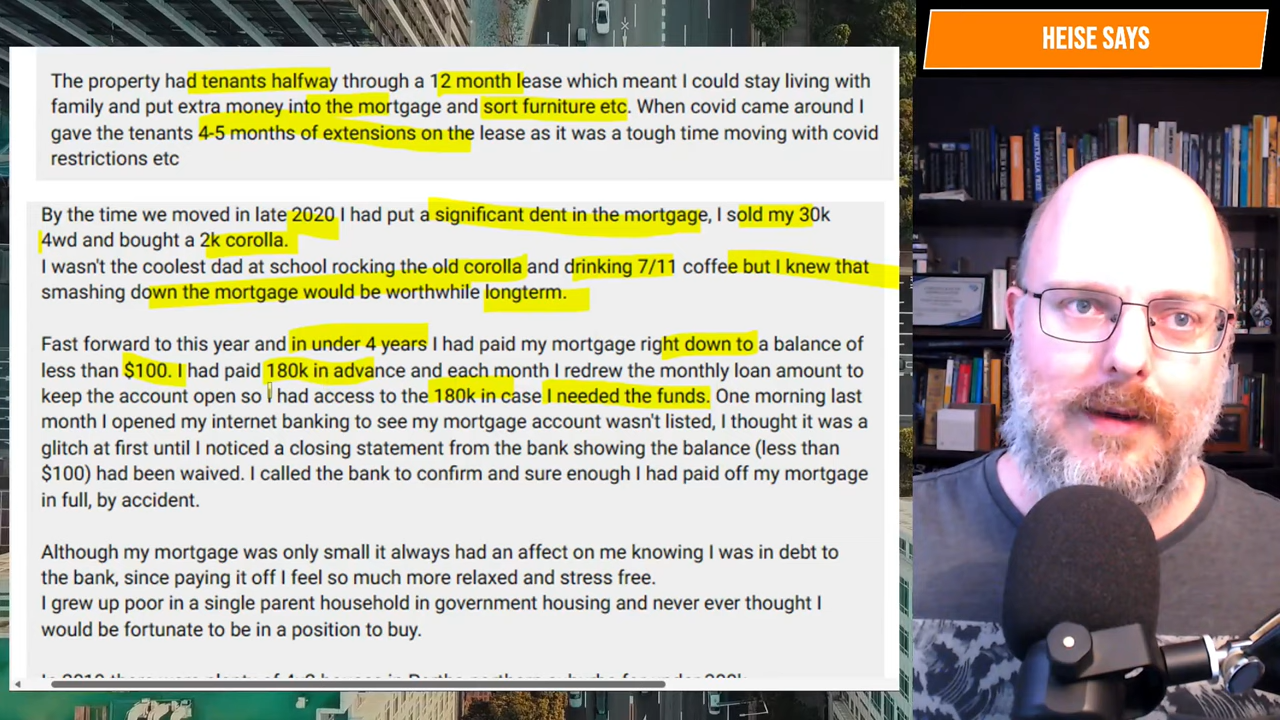 HEISE SAYS
The property had tenants halfway through a 12 month lease which meant I could stay living with
family and put extra money into the mortgage and sort furniture etc. When covid came around I
gave the tenants 4-5 months of extensions on the lease as it was a tough time moving with covid
restrictions etc
By the time we moved in late 2020 I had put a significant dent in the mortgage, I sold my 30k
4wd and bought a 2k corolla.
I wasn't the coolest dad at school rocking the old corolla and drinking 7/11 coffee but I knew that
smashing down the mortgage would be worthwhile longterm.
Fast forward to this year and in under 4 years I had paid my mortgage right down to a balance of
less than $100. I had paid 180k in advance and each month I redrew the monthly loan amount to
keep the account open so I had access to the 180k in case I needed the funds. One morning last
month I opened my internet banking to see my mortgage account wasn't listed, I thought it was a
glitch at first until I noticed a closing statement from the bank showing the balance (less than
$100) had been waived. I called the bank to confirm and sure enough I had paid off my mortgage
in full, by accident.
Although my mortgage was only small it always had an affect on me knowing I was in debt to
the bank, since paying it off I feel so much more relaxed and stress free.
I grew up poor in a single parent household in government housing and never ever thought I
would be fortunate to be in a position to buy.